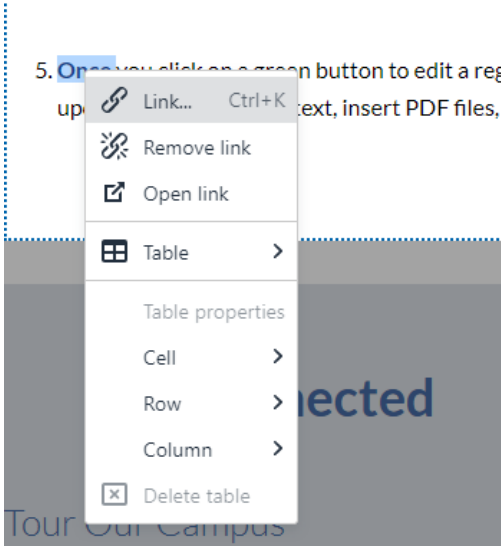 5. Once you click on a green button to edit a reg
up text, insert PDF files,
Link... Ctrl+K
Remove link
Open link
Table
Table properties
Cell
Row
Column
Delete table
nected
Tour Our Campus